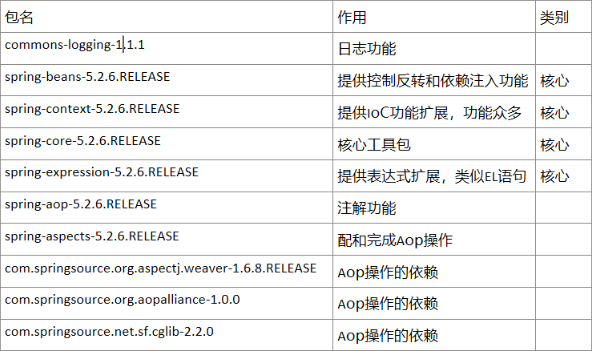 包名 作用 类别
commons-logging-1.1.1 日志功能
spring-beans-5.2.6.RELEASE 提供控制反转和依赖注入功能 核心
spring-context-5.2.6.RELEASE 提供IoC功能扩展，功能众多 核心
spring-core-5.2.6.RELEASE 核心工具包 核心
spring-expression-5.2.6.RELEASE 提供表达式扩展，类似EL语句 核心
spring-aop-5.2.6.RELEASE 注解功能
spring-aspects-5.2.6.RELEASE 配和完成Aop操作
com.springsource.org.aspectj.weaver-1.6.8.RELEASE Aop操作的依赖
com.springsource.org.aopalliance-1.0.0 Aop操作的依赖
com.springsource.net.sf.cglib-2.2.0 Aop操作的依赖